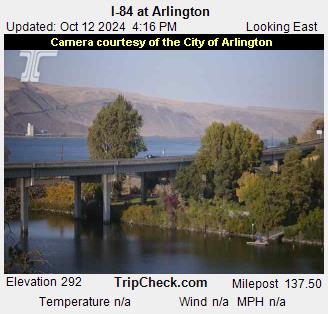 I-84 at Arlington
Updated: Oct 12 2024 4:16 PM Looking East
Camera courtesy of the City of Arlington
Elevation 292 TripCheck.com Milepost 137.50
Temperature n/a Wind n/a MPH n/a